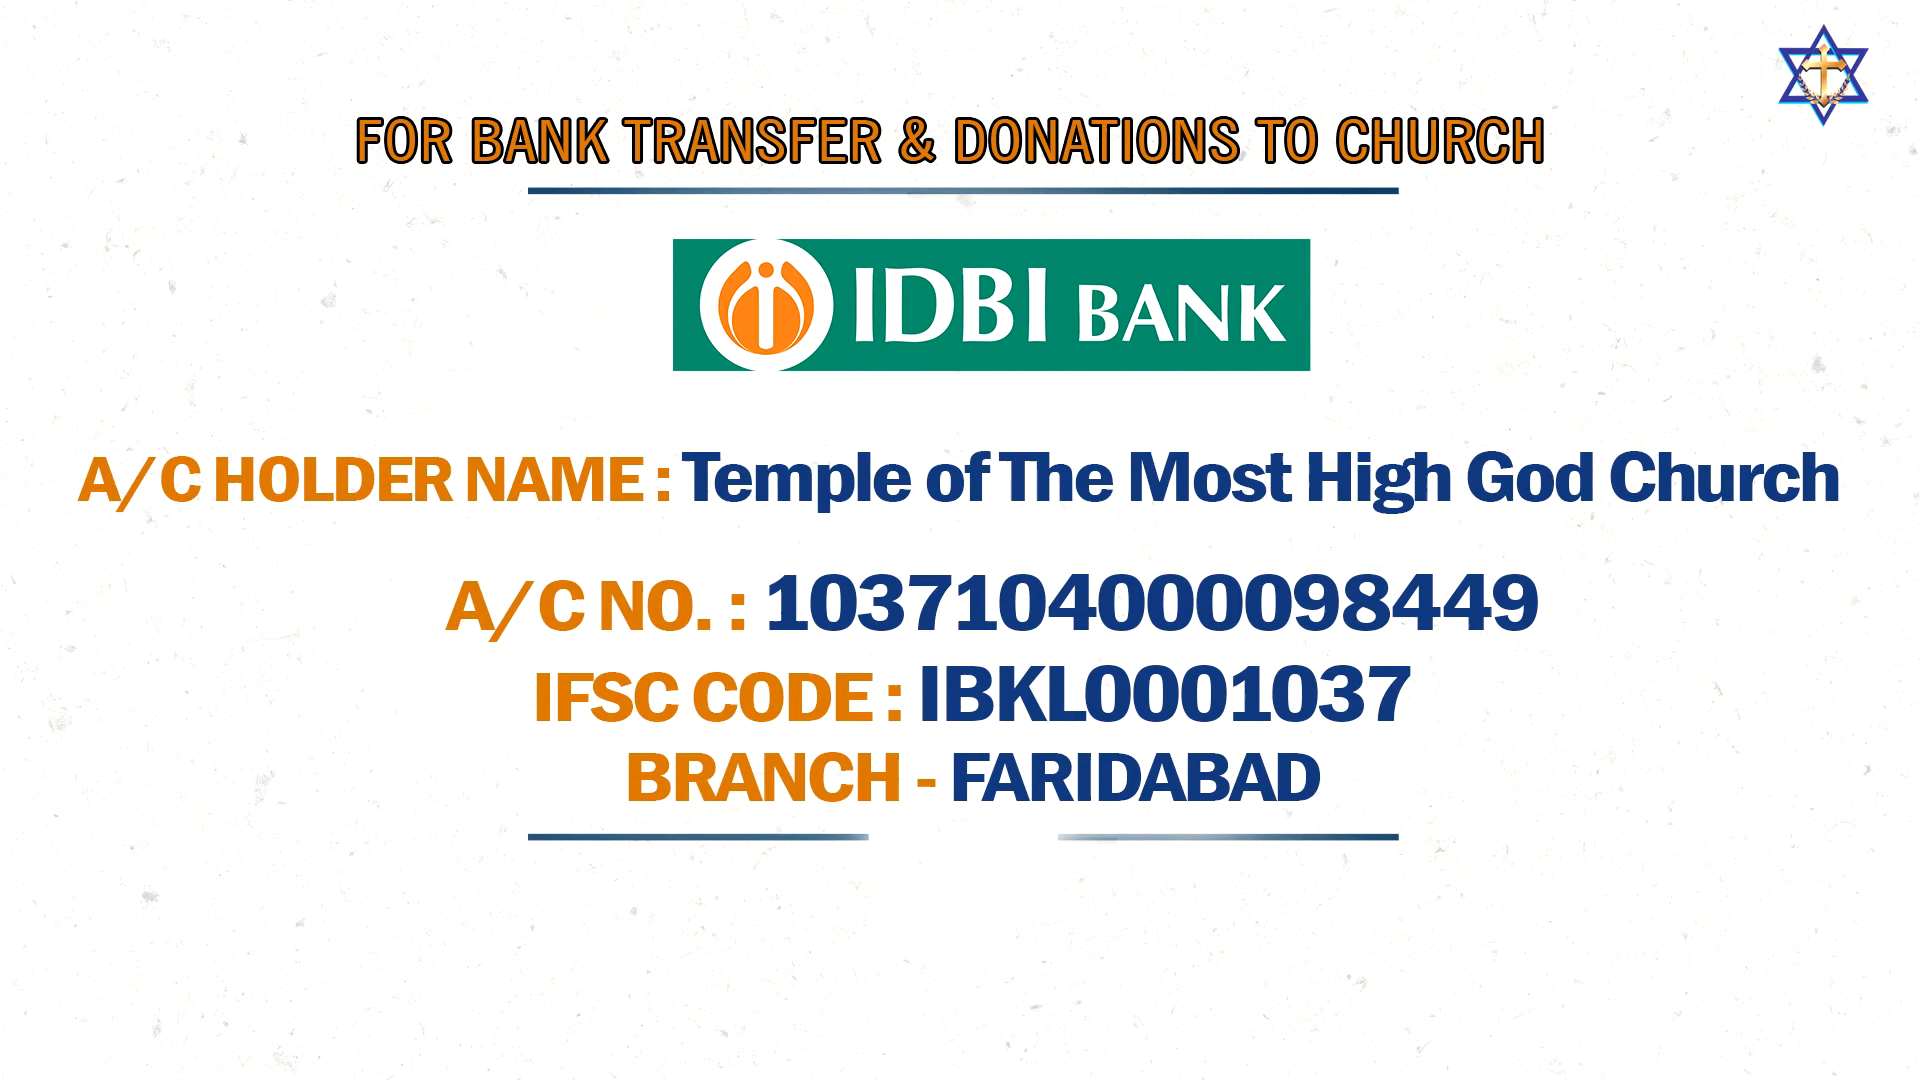 FOR BANK TRANSFER & DONATIONS TO CHURCH
IDBI BANK
A/C HOLDER NAME : Temple of The Most High God Church
A/C NO. : 1037104000098449
IFSC CODE : IBKL0001037
BRANCH - FARIDABAD